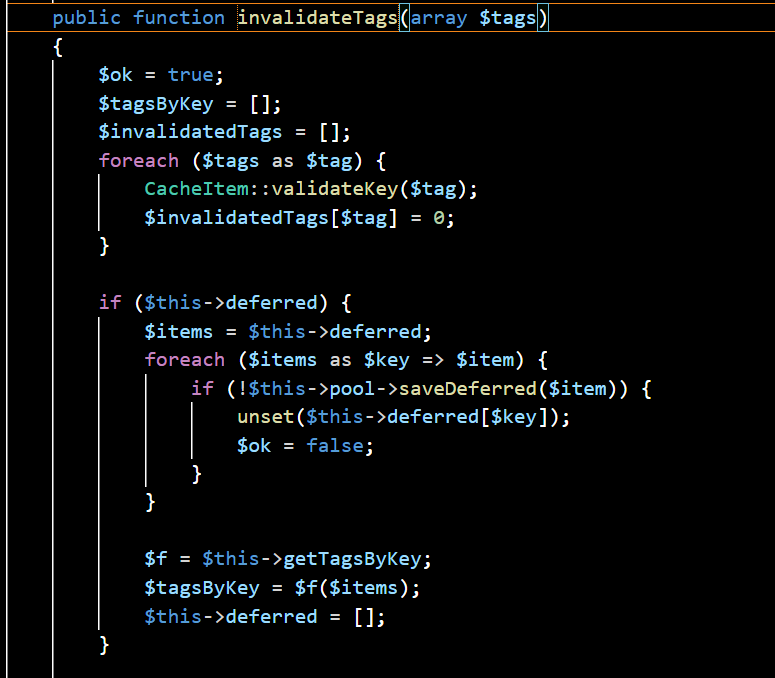 public function invalidateTags(array $tags)
{
$ok = true;
$tagsByKey = [];
$invalidatedTags = [];
foreach ($tags as $tag) {
CacheItem::validateKey($tag);
$invalidatedTags[$tag] = 0;
}
if ($this->deferred) {
$items = $this->deferred;
foreach ($items as $key => $item) {
if (!$this->pool->saveDeferred($item)) {
unset($this->deferred[$key]);
$ok = false;
}
}
$f = $this->getTagsByKey;
$tagsByKey = $f($items);
$this->deferred = [];
}